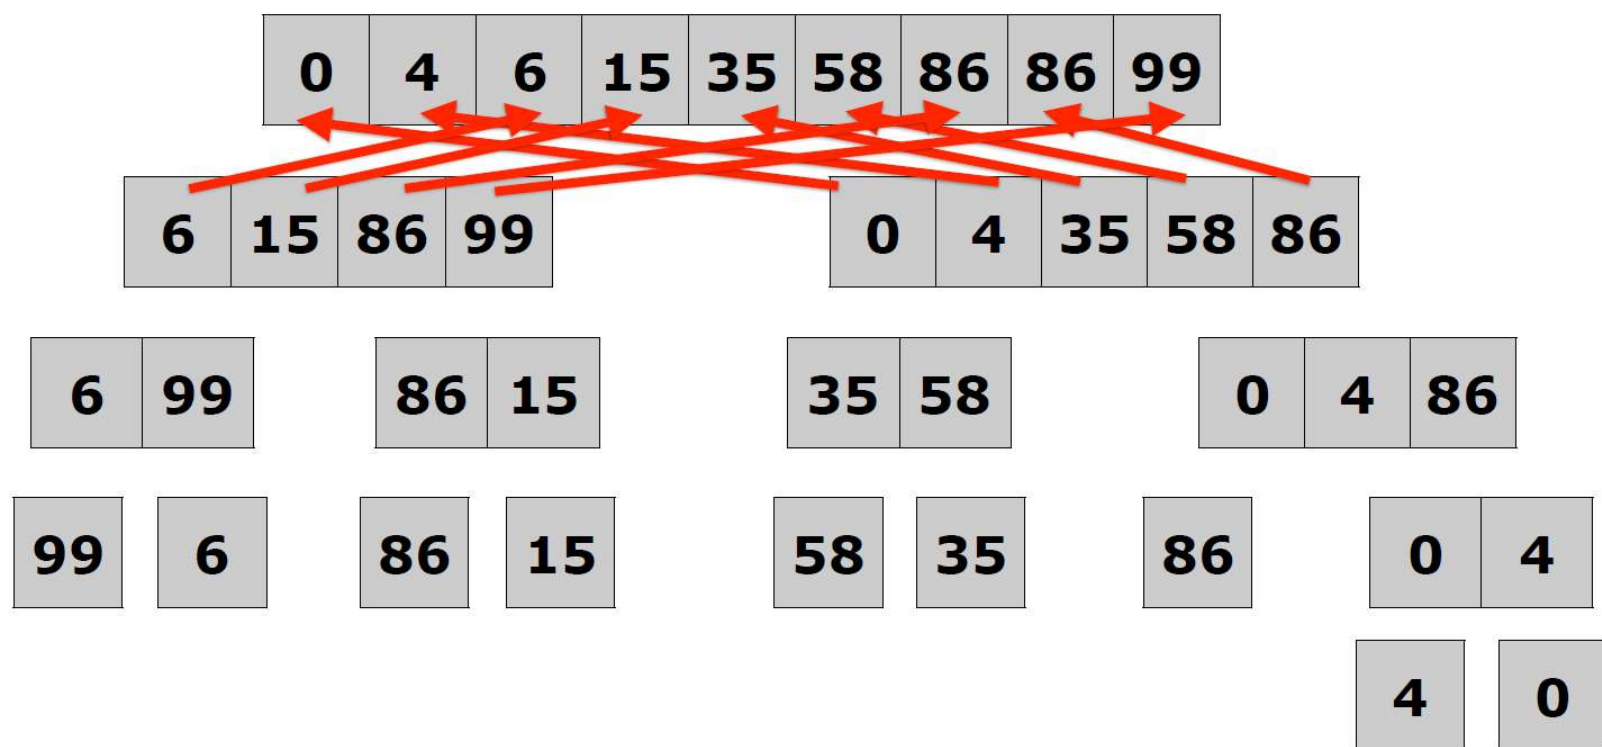 0 4 6 15 35 58 86 86 99
6 15 86 99 0 4 35 58 86
6 99 86 15 35 58 0 4 86
99 6 86 15 58 35 86 0 4
4 0